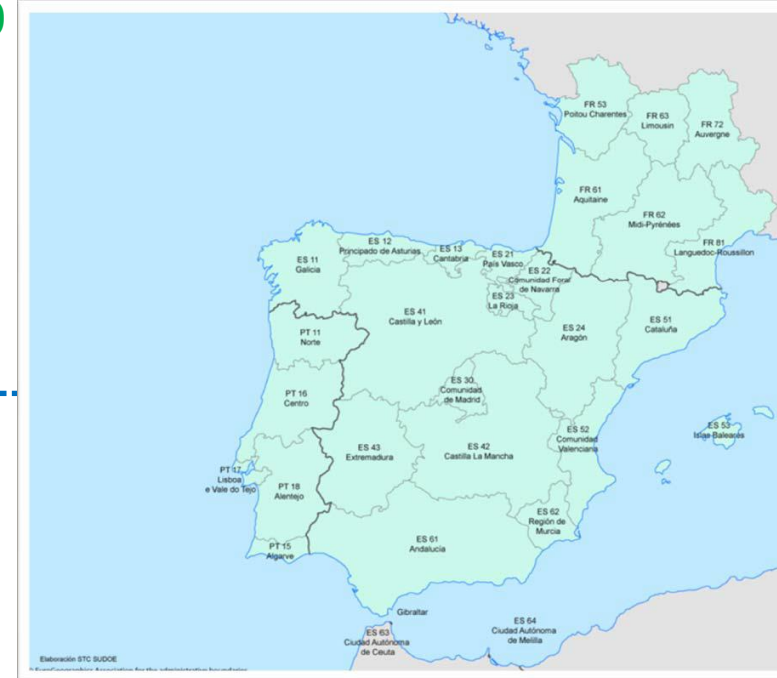 FR 53
Poitou Charentes
FR 63
Limousin
FR 72
Auvergne
FR 61
Aquitaine
FR 62
Midi-Pyrénées
FR 81
Languedoc-Roussillon
ES 11
Galicia
ES 12
Principado de Asturias
ES 13
Cantabria
ES 21
País Vasco
ES 22
Comunidad Foral
de Navarra
ES 23
La Rioja
ES 41
Castilla y León
ES 24
Aragón
ES 51
Cataluña
PT 11
Norte
PT 16
Centro
ES 30
Comunidad
de Madrid
ES 43
Extremadura
ES 42
Castilla La Mancha
ES 52
Comunidad
Valenciana
ES 53
Islas Baleares
PT 17
Lisboa
e Vale do Tejo
PT 18
Alentejo
ES 62
Región de
Murcia
ES 61
Andalucía
PT 15
Algarve
Gibraltar
ES 63
Ciudad Autónoma
de Ceuta
ES 64
Ciudad Autónoma
de Melilla
Elaboración STC SUDOE
EuroGeographics Association for the administrative boundaries